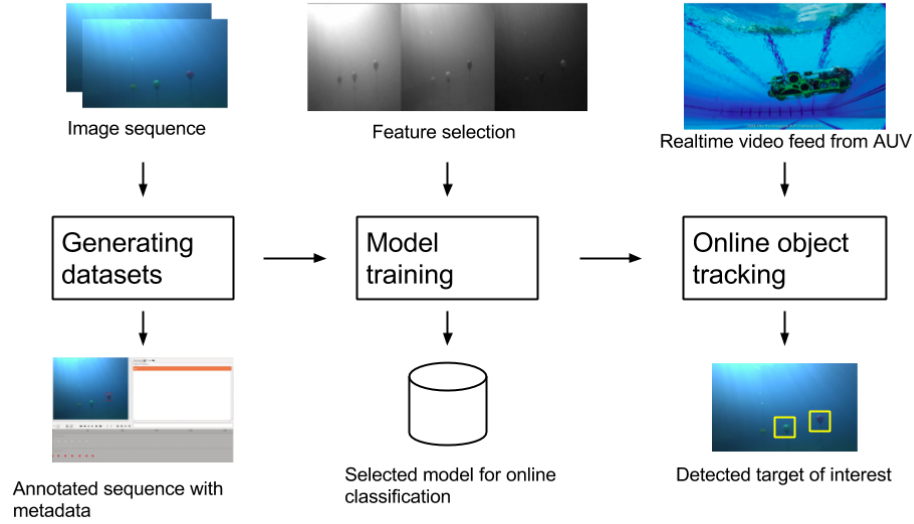 Image sequence
Feature selection
Realtime video feed from AUV
Generating
datasets
Model
training
Online object
tracking
Annotated sequence with
metadata
Selected model for online
classification
Detected target of interest